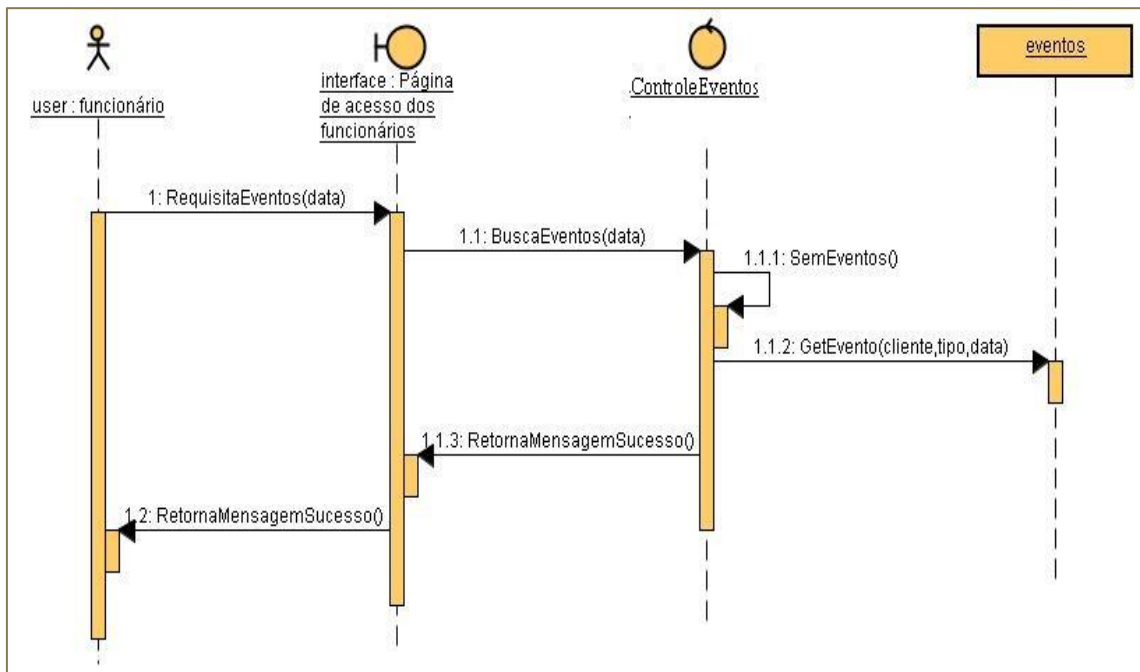 user : funcionário
interface : Página
de acesso dos
funcionários
ControleEventos
eventos
1: RequisitaEventos(data)
1.1: BuscaEventos(data)
1.1.1: SemEventos()
1.1.2: GetEvento(cliente,tipo,data)
1.1.3: RetornaMensagemSucesso()
1.2: RetornaMensagemSucesso()